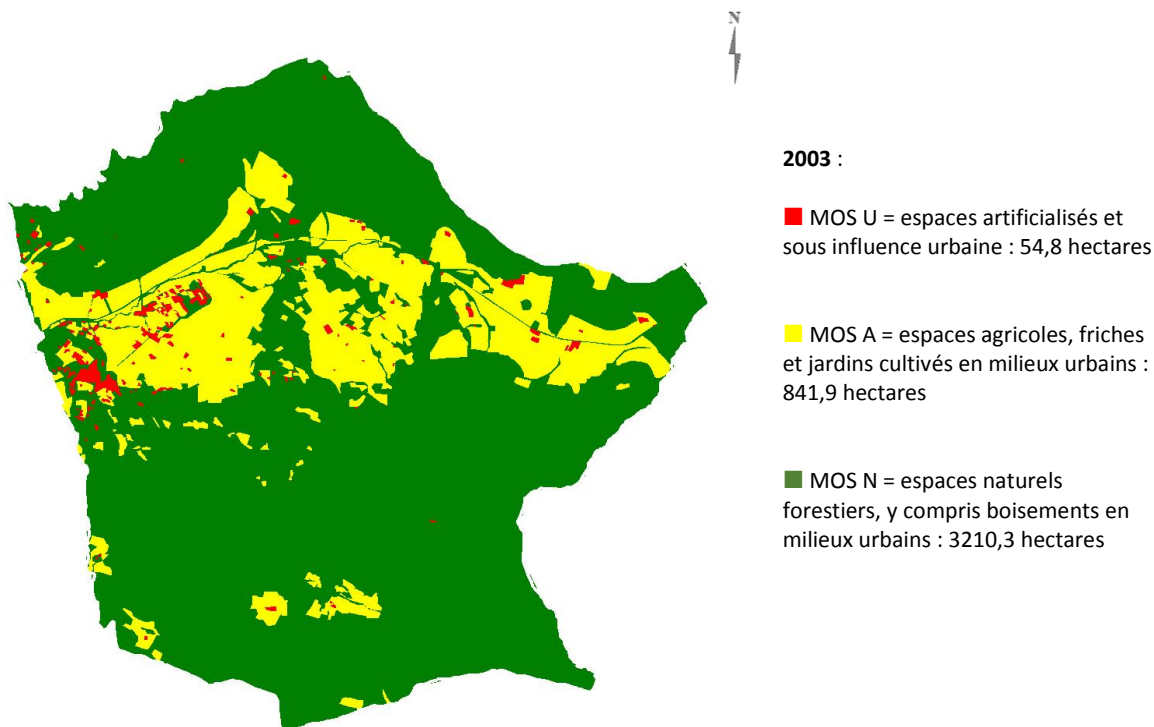 N
2003 :
MOS U = espaces artificialisés et
sous influence urbaine : 54,8 hectares
MOS A = espaces agricoles, friches
et jardins cultivés en milieux urbains :
841,9 hectares
MOS N = espaces naturels
forestiers, y compris boisements en
milieux urbains : 3210,3 hectares